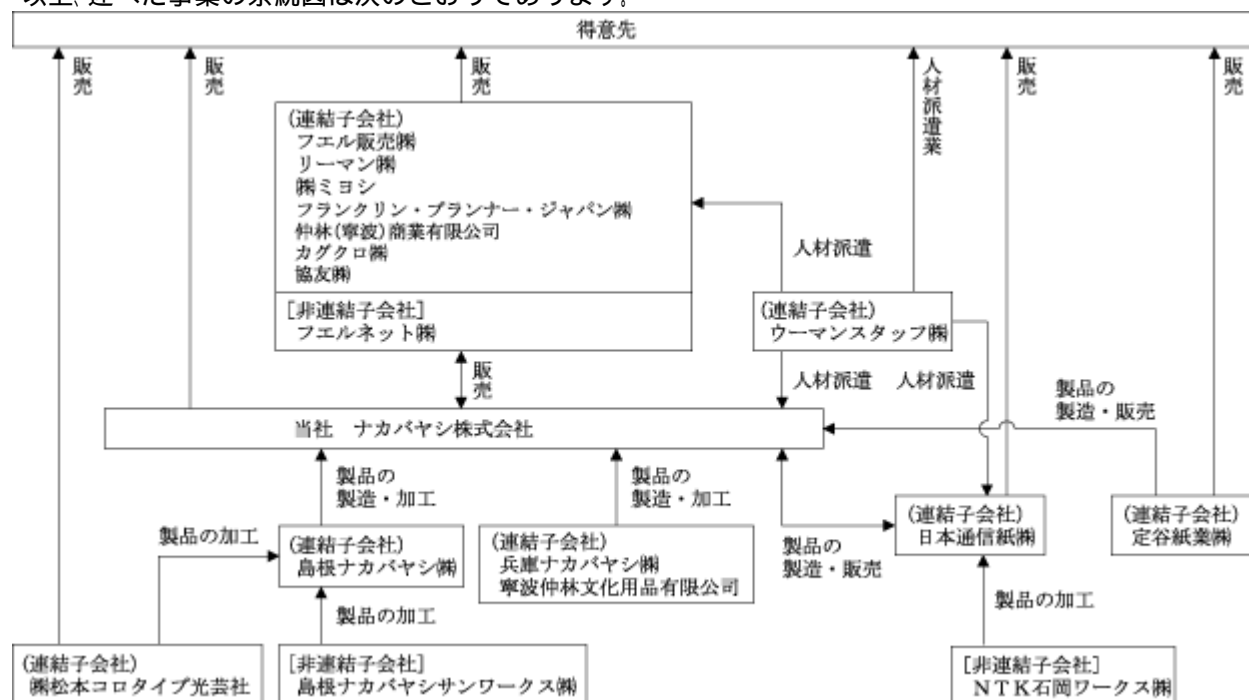 以上、述べた事業の系統図は次のとおりであります。
得意先
販売
販売
販売
人材派遣業
販売
販売
(連結子会社)
フエル販売㈱
リーマン㈱
㈱ミヨシ
フランクリン・プランナー・ジャパン㈱
仲林(寧波)商業有限公司
カグクロ㈱
協友㈱
[非連結子会社]
フエルネット㈱
人材派遣
(連結子会社)
ウーマンスタッフ㈱
販売
人材派遣
人材派遣
製品の
製造・販売
当社 ナカバヤシ株式会社
製品の
製造・加工
製品の
製造・加工
製品の加工
(連結子会社)
島根ナカバヤシ㈱
(連結子会社)
兵庫ナカバヤシ㈱
寧波仲林文化用品有限公司
製品の
製造・販売
(連結子会社)
日本通信紙㈱
(連結子会社)
定谷紙業㈱
製品の加工
製品の加工
(連結子会社)
㈱松本コロタイプ光芸社
[非連結子会社]
島根ナカバヤシサンワークス㈱
[非連結子会社]
NTK石岡ワークス㈱